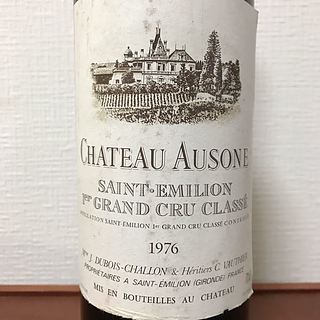 CHATEAU AUSONE
SAINT-EMILION
1er GRAND CRU CLASSÉ
APPELLATION SAINT-EMILION 1er GRAND CRU CLASSÉ CONTROLÉE
1976
Mme J. DUBOIS-CHALLON & Héritiers C. VAUTHIER
PROPRIÉTAIRES A SAINT-EMILION (GIRONDE) FRANCE
MIS EN BOUTEILLES AU CHATEAU